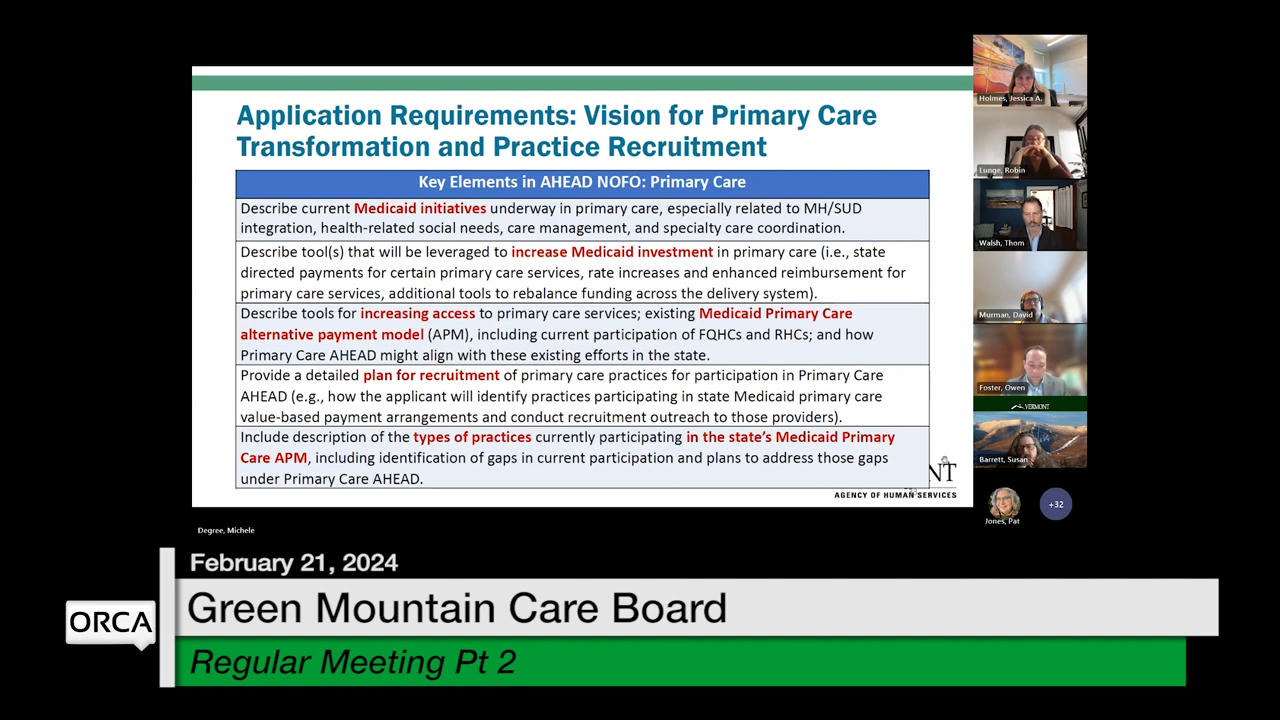 Application Requirements: Vision for Primary Care
Transformation and Practice Recruitment
Key Elements in AHEAD NOFO: Primary Care
Describe current Medicaid initiatives underway in primary care, especially related to MH/SUD
integration, health-related social needs, care management, and specialty care coordination.
Describe tool(s) that will be leveraged to increase Medicaid investment in primary care (i.e., state
directed payments for certain primary care services, rate increases and enhanced reimbursement for
primary care services, additional tools to rebalance funding across the delivery system).
Describe tools for increasing access to primary care services; existing Medicaid Primary Care
alternative payment model (APM), including current participation of FQHCs and RHCs; and how
Primary Care AHEAD might align with these existing efforts in the state.
Provide a detailed plan for recruitment of primary care practices for participation in Primary Care
AHEAD (e.g., how the applicant will identify practices participating in state Medicaid primary care
value-based payment arrangements and conduct recruitment outreach to those providers).
Include description of the types of practices currently participating in the state's Medicaid Primary
Care APM, including identification of gaps in current participation and plans to address those gaps
under Primary Care AHEAD.
NT
AGENCY OF HUMAN SERVICES
Holmes, Jessica A.
Lunge, Robin
Walsh, Thom
Murman, David
Foster, Owen
VERMONT
Barrett, Susan
Jones, Pat
+32
Degree, Michele
February 21, 2024
ORCA
Green Mountain Care Board
Regular Meeting Pt 2